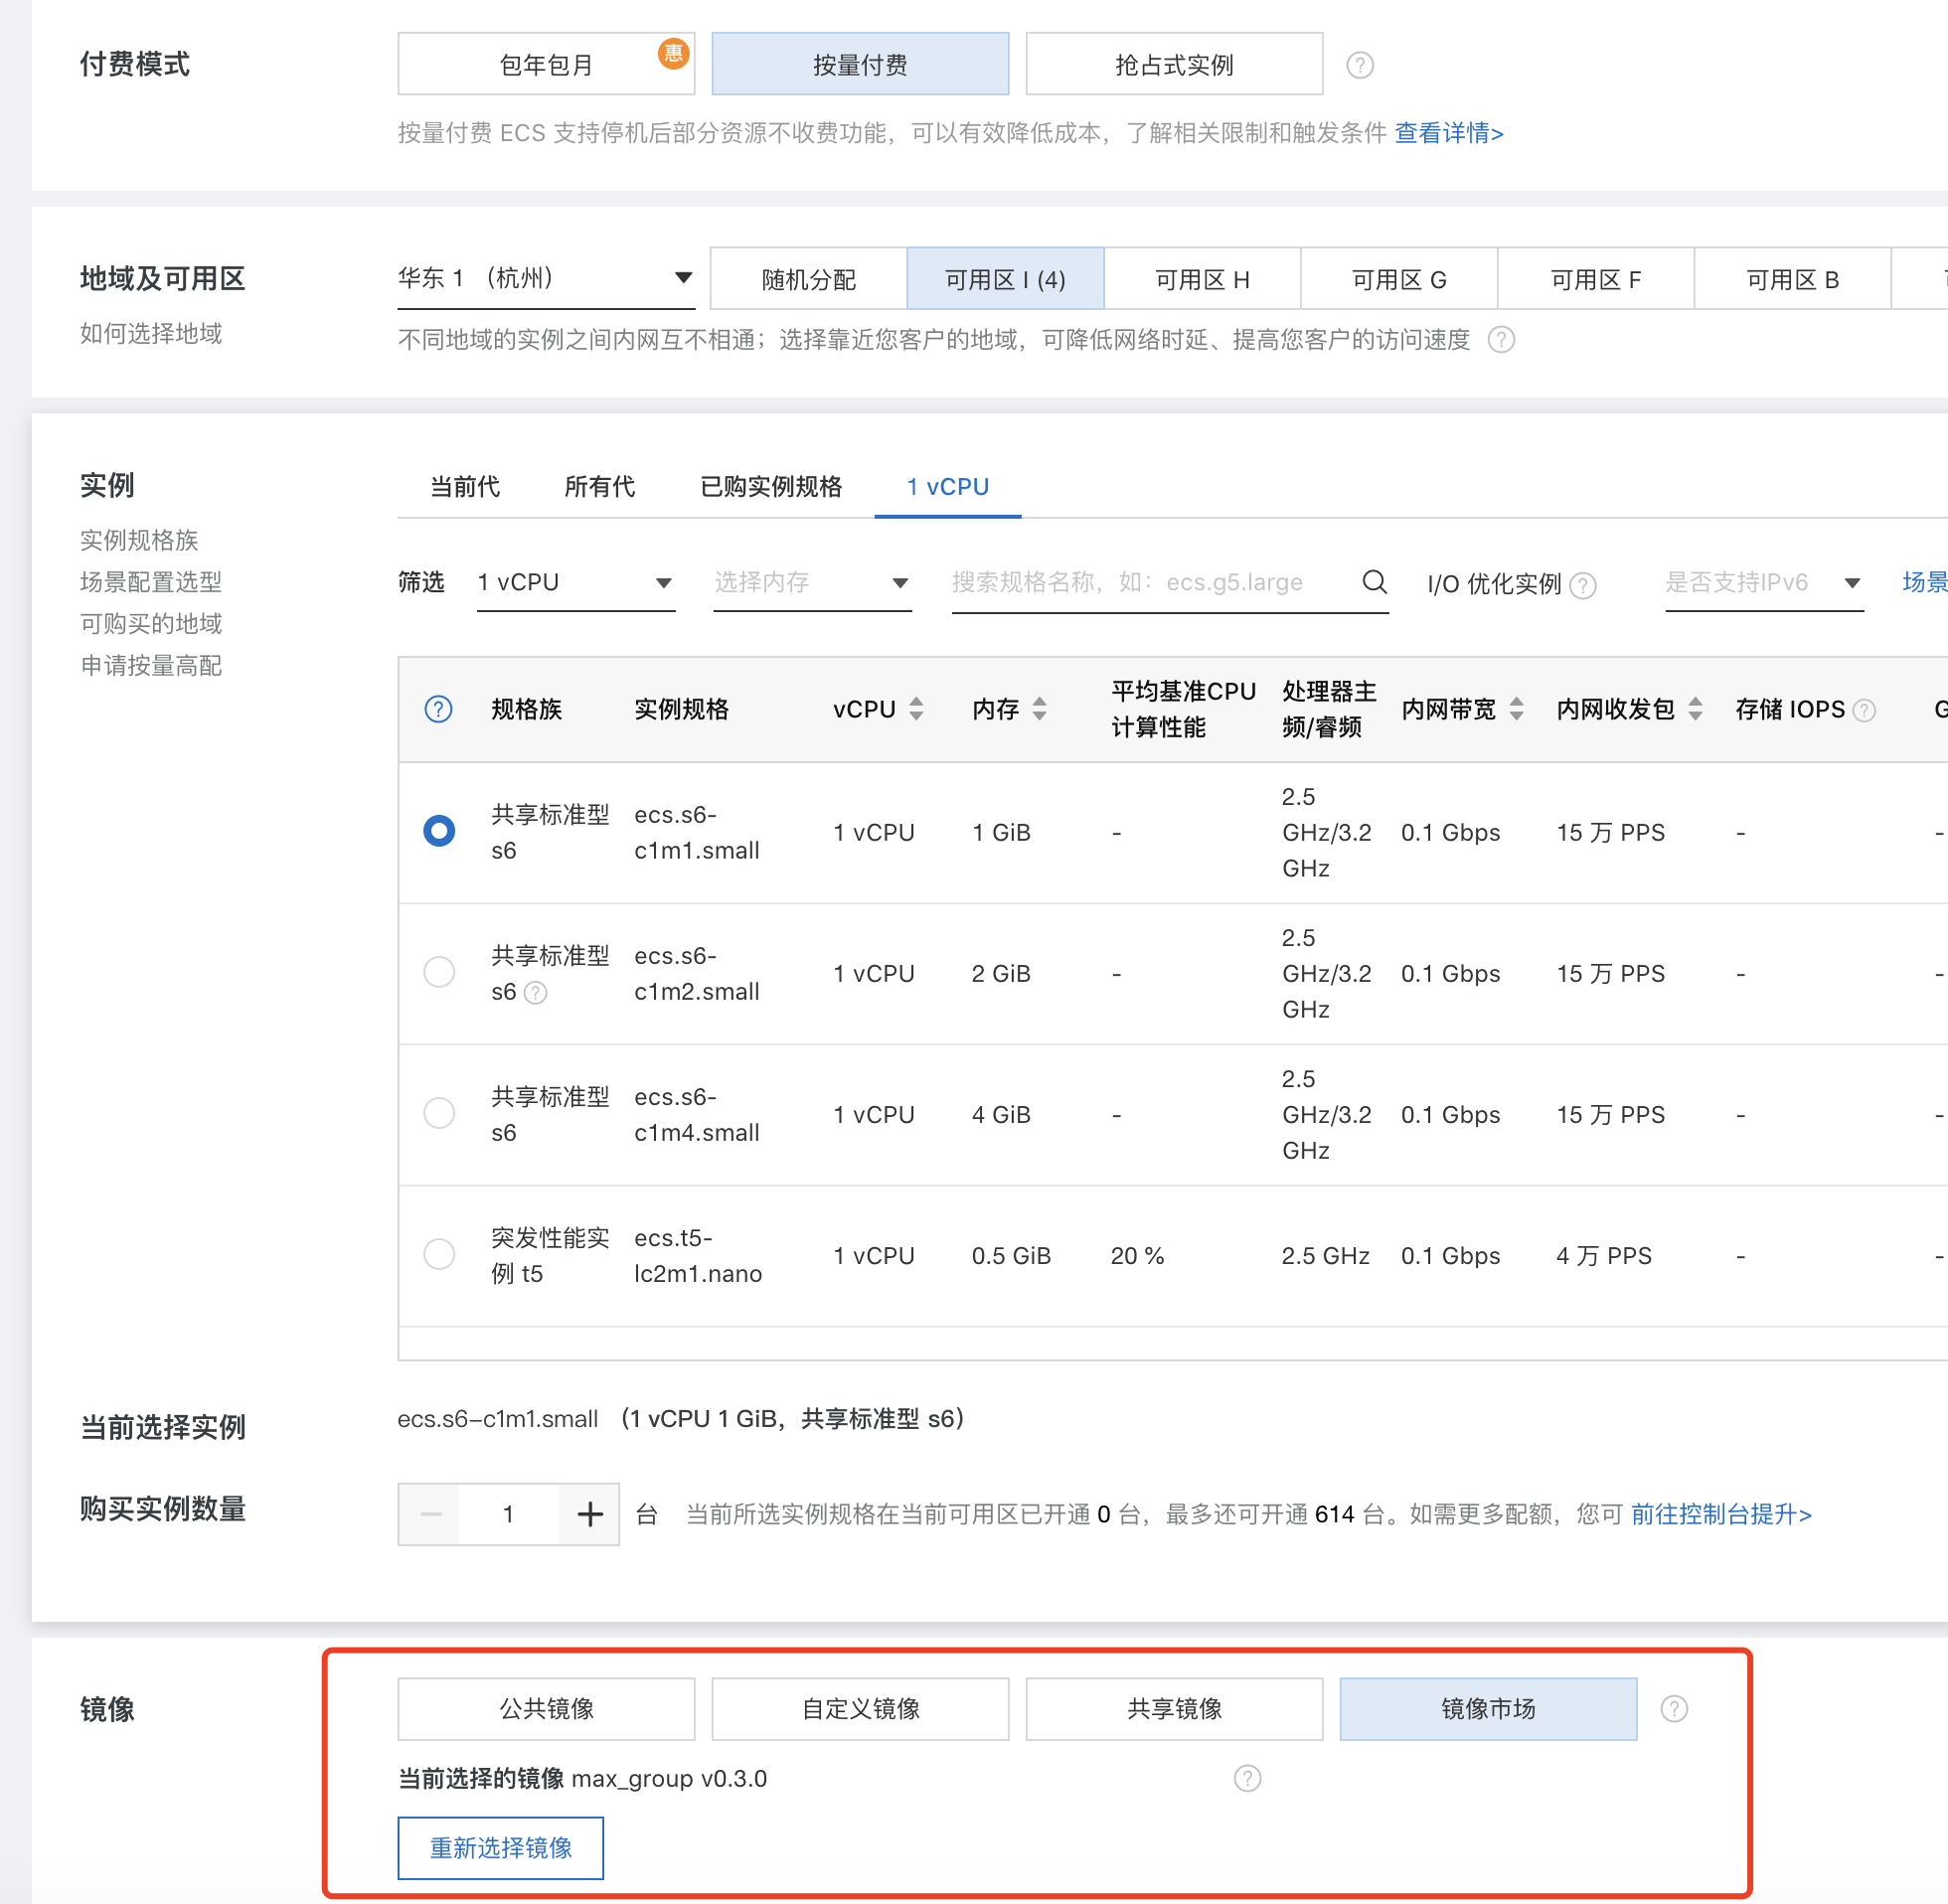 付费模式
包年包月 惠 按量付费 抢占式实例 ?
按量付费 ECS 支持停机后部分资源不收费功能，可以有效降低成本，了解相关限制和触发条件 查看详情>
地域及可用区
华东 1 （杭州） 随机分配 可用区 I (4) 可用区 H 可用区 G 可用区 F 可用区 B
如何选择地域
不同地域的实例之间内网互不相通；选择靠近您客户的地域，可降低网络时延、提高您客户的访问速度 ?
实例
实例规格族
场景配置选型
可购买的地域
申请按量高配
当前代 所有代 已购实例规格 1 vCPU
筛选 1 vCPU 选择内存 搜索规格名称，如：ecs.g5.large I/O 优化实例 ? 是否支持IPv6 场景
? 规格族 实例规格 vCPU 内存 平均基准CPU
计算性能 处理器主
频/睿频 内网带宽 内网收发包 存储 IOPS ?
共享标准型
s6 ecs.s6-
c1m1.small 1 vCPU 1 GiB - 2.5
GHz/3.2
GHz 0.1 Gbps 15 万 PPS - -
共享标准型
s6 ? ecs.s6-
c1m2.small 1 vCPU 2 GiB - 2.5
GHz/3.2
GHz 0.1 Gbps 15 万 PPS - -
共享标准型
s6 ecs.s6-
c1m4.small 1 vCPU 4 GiB - 2.5
GHz/3.2
GHz 0.1 Gbps 15 万 PPS - -
突发性能实
例 t5 ecs.t5-
lc2m1.nano 1 vCPU 0.5 GiB 20 % 2.5 GHz 0.1 Gbps 4 万 PPS - -
当前选择实例 ecs.s6-c1m1.small （1 vCPU 1 GiB，共享标准型 s6）
购买实例数量 1 台 当前所选实例规格在当前可用区已开通 0 台，最多还可开通 614 台。如需更多配额，您可 前往控制台提升>
镜像
公共镜像 自定义镜像 共享镜像 镜像市场 ?
当前选择的镜像 max_group v0.3.0 ?
重新选择镜像